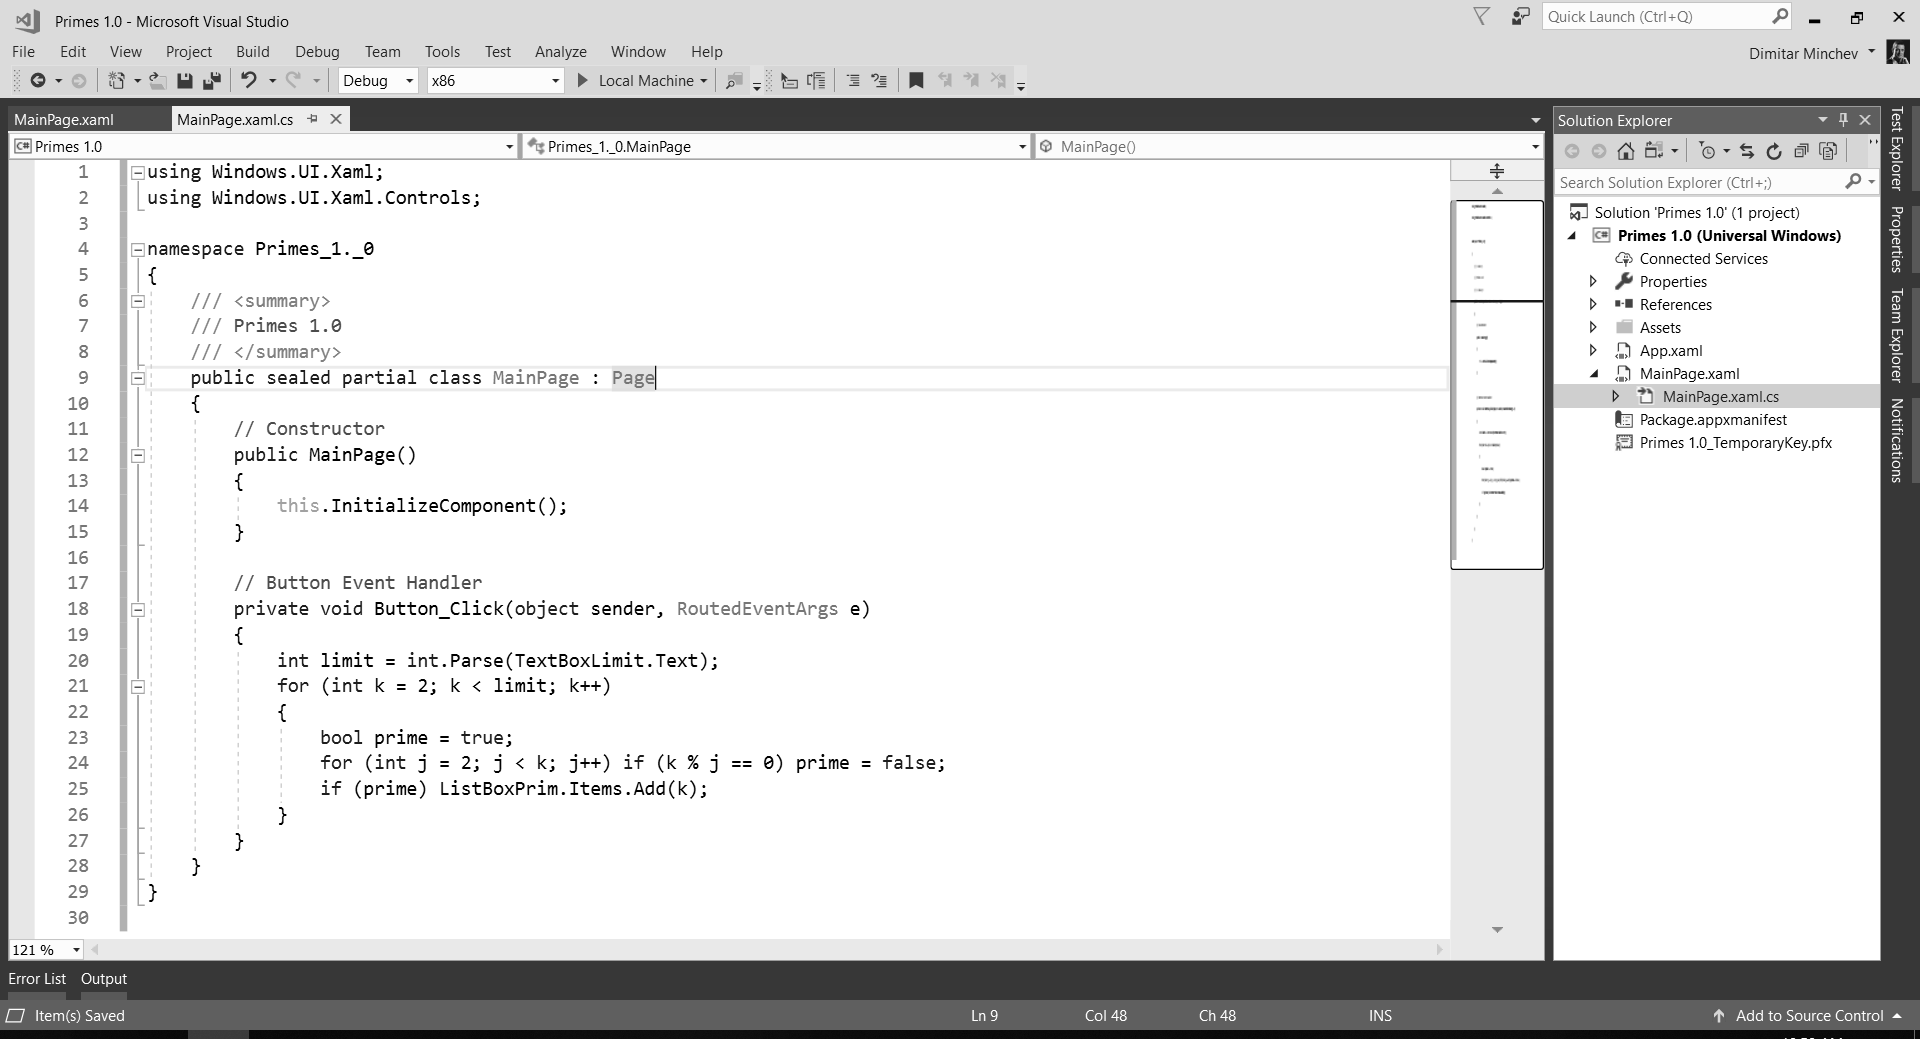 Primes 1.0 - Microsoft Visual Studio
Quick Launch (Ctrl+Q)
File Edit View Project Build Debug Team Tools Test Analyze Window Help
Dimitar Minchev
Debug x86 Local Machine
MainPage.xaml MainPage.xaml.cs
C# Primes 1.0 Primes_1._0.MainPage MainPage()
1 using Windows.UI.Xaml;
2 using Windows.UI.Xaml.Controls;
3
4 namespace Primes_1._0
5 {
6 /// <summary>
7 /// Primes 1.0
8 /// </summary>
9 public sealed partial class MainPage : Page
10 {
11 // Constructor
12 public MainPage()
13 {
14 this.InitializeComponent();
15 }
16
17 // Button Event Handler
18 private void Button_Click(object sender, RoutedEventArgs e)
19 {
20 int limit = int.Parse(TextBoxLimit.Text);
21 for (int k = 2; k < limit; k++)
22 {
23 bool prime = true;
24 for (int j = 2; j < k; j++) if (k % j == 0) prime = false;
25 if (prime) ListBoxPrim.Items.Add(k);
26 }
27 }
28 }
29 }
30
121 %
Solution Explorer
Search Solution Explorer (Ctrl+;)
Solution 'Primes 1.0' (1 project)
C# Primes 1.0 (Universal Windows)
Connected Services
Properties
References
Assets
App.xaml
MainPage.xaml
MainPage.xaml.cs
Package.appxmanifest
Primes 1.0_TemporaryKey.pfx
Test Explorer
Properties
Team Explorer
Notifications
Error List Output
Item(s) Saved Ln 9 Col 48 Ch 48 INS Add to Source Control